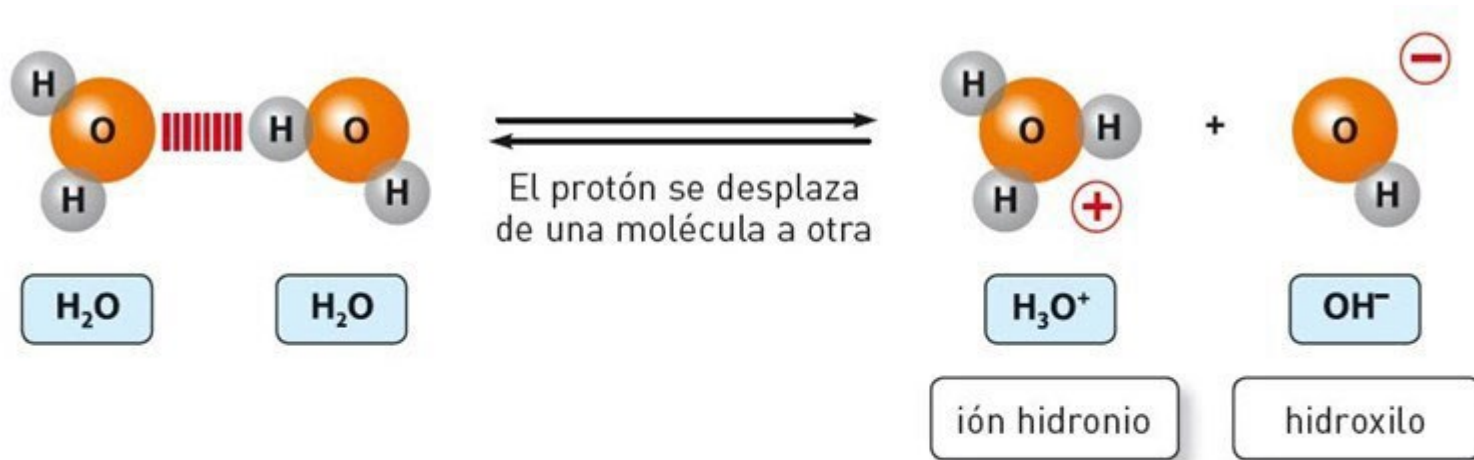 H
O
H
H
O
H
El protón se desplaza
de una molécula a otra
H
O
H
H
+
+
O
H
−
H₂O
H₂O
H₃O⁺
OH⁻
ión hidronio
hidroxilo